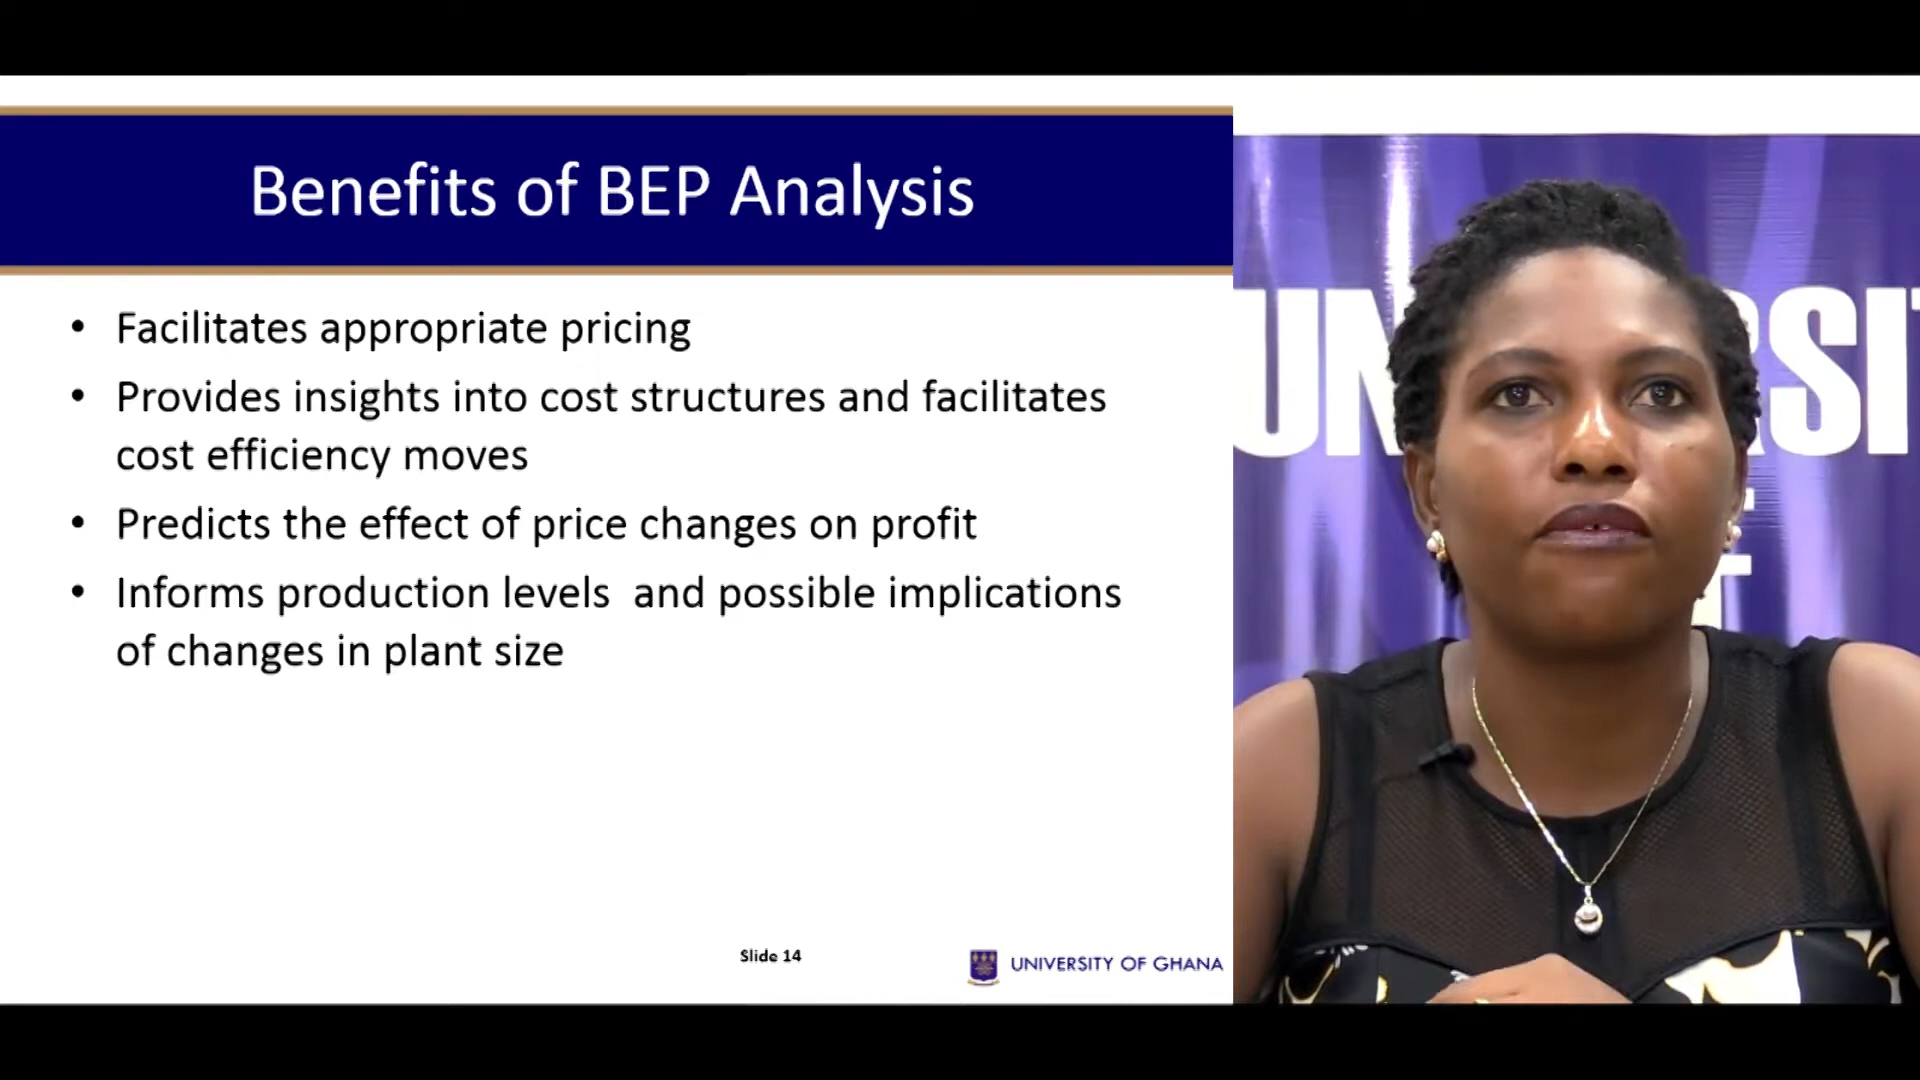 Benefits of BEP Analysis
• Facilitates appropriate pricing
• Provides insights into cost structures and facilitates
cost efficiency moves
• Predicts the effect of price changes on profit
• Informs production levels and possible implications
of changes in plant size
Slide 14
UNIVERSITY OF GHANA